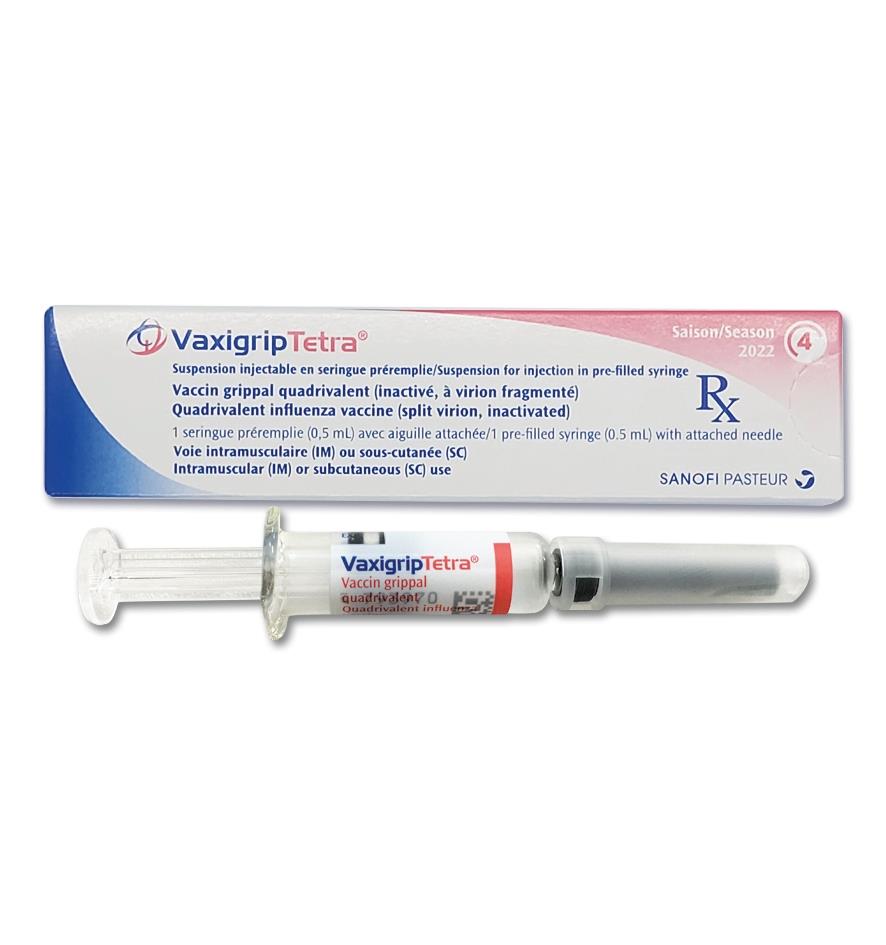 VaxigripTetra®
Saison/Season
2022
4
Suspension injectable en seringue préremplie/Suspension for injection in pre-filled syringe
Vaccin grippal quadrivalent (inactivé, à virion fragmenté)
Quadrivalent influenza vaccine (split virion, inactivated)
Rx
1 seringue préremplie (0,5 mL) avec aiguille attachée/1 pre-filled syringe (0.5 mL) with attached needle
Voie intramusculaire (IM) ou sous-cutanée (SC)
Intramuscular (IM) or subcutaneous (SC) use
SANOFI PASTEUR
VaxigripTetra®
Vaccin grippal
quadrivalent
Quadrivalent